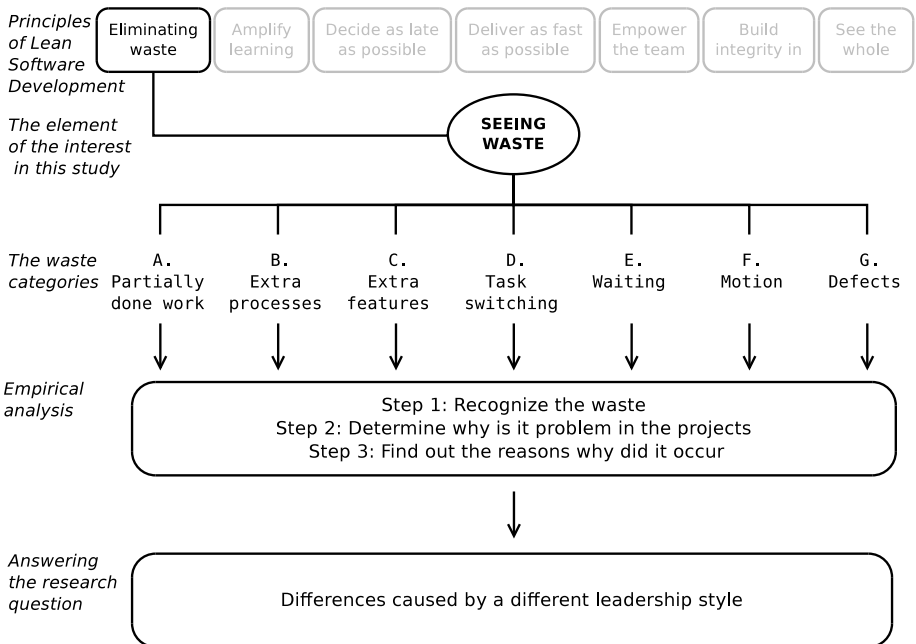 Principles
of Lean
Software
Development
Eliminating
waste
Amplify
learning
Decide as late
as possible
Deliver as fast
as possible
Empower
the team
Build
integrity in
See the
whole
The element
of the interest
in this study
SEEING
WASTE
The waste
categories
A.
Partially
done work
B.
Extra
processes
C.
Extra
features
D.
Task
switching
E.
Waiting
F.
Motion
G.
Defects
Empirical
analysis
Step 1: Recognize the waste
Step 2: Determine why is it problem in the projects
Step 3: Find out the reasons why did it occur
Answering
the research
question
Differences caused by a different leadership style